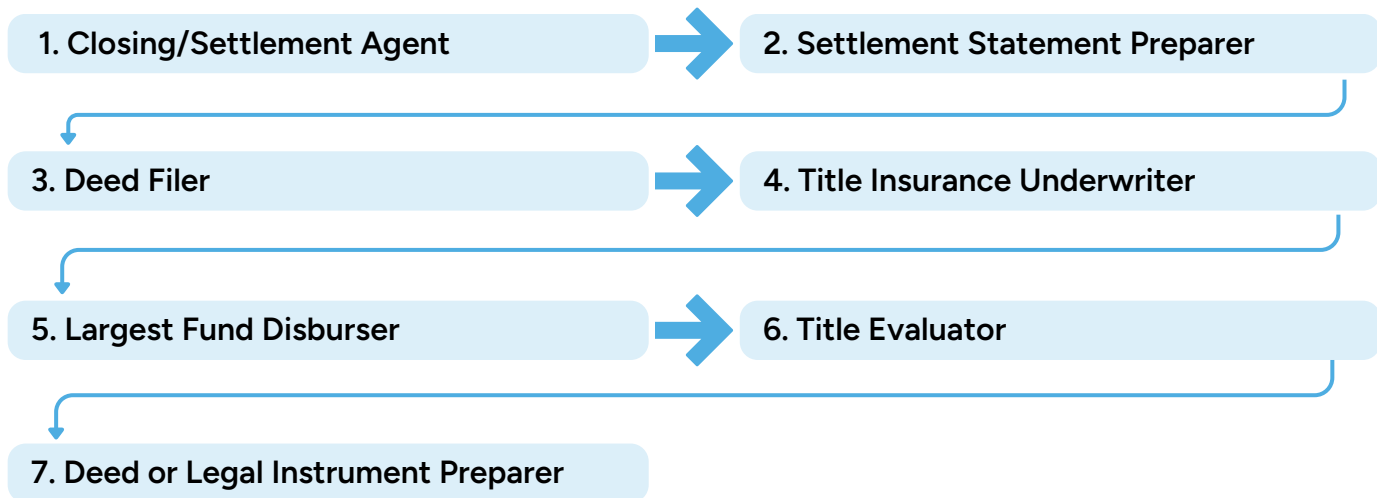 1. Closing/Settlement Agent
2. Settlement Statement Preparer
3. Deed Filer
4. Title Insurance Underwriter
5. Largest Fund Disburser
6. Title Evaluator
7. Deed or Legal Instrument Preparer